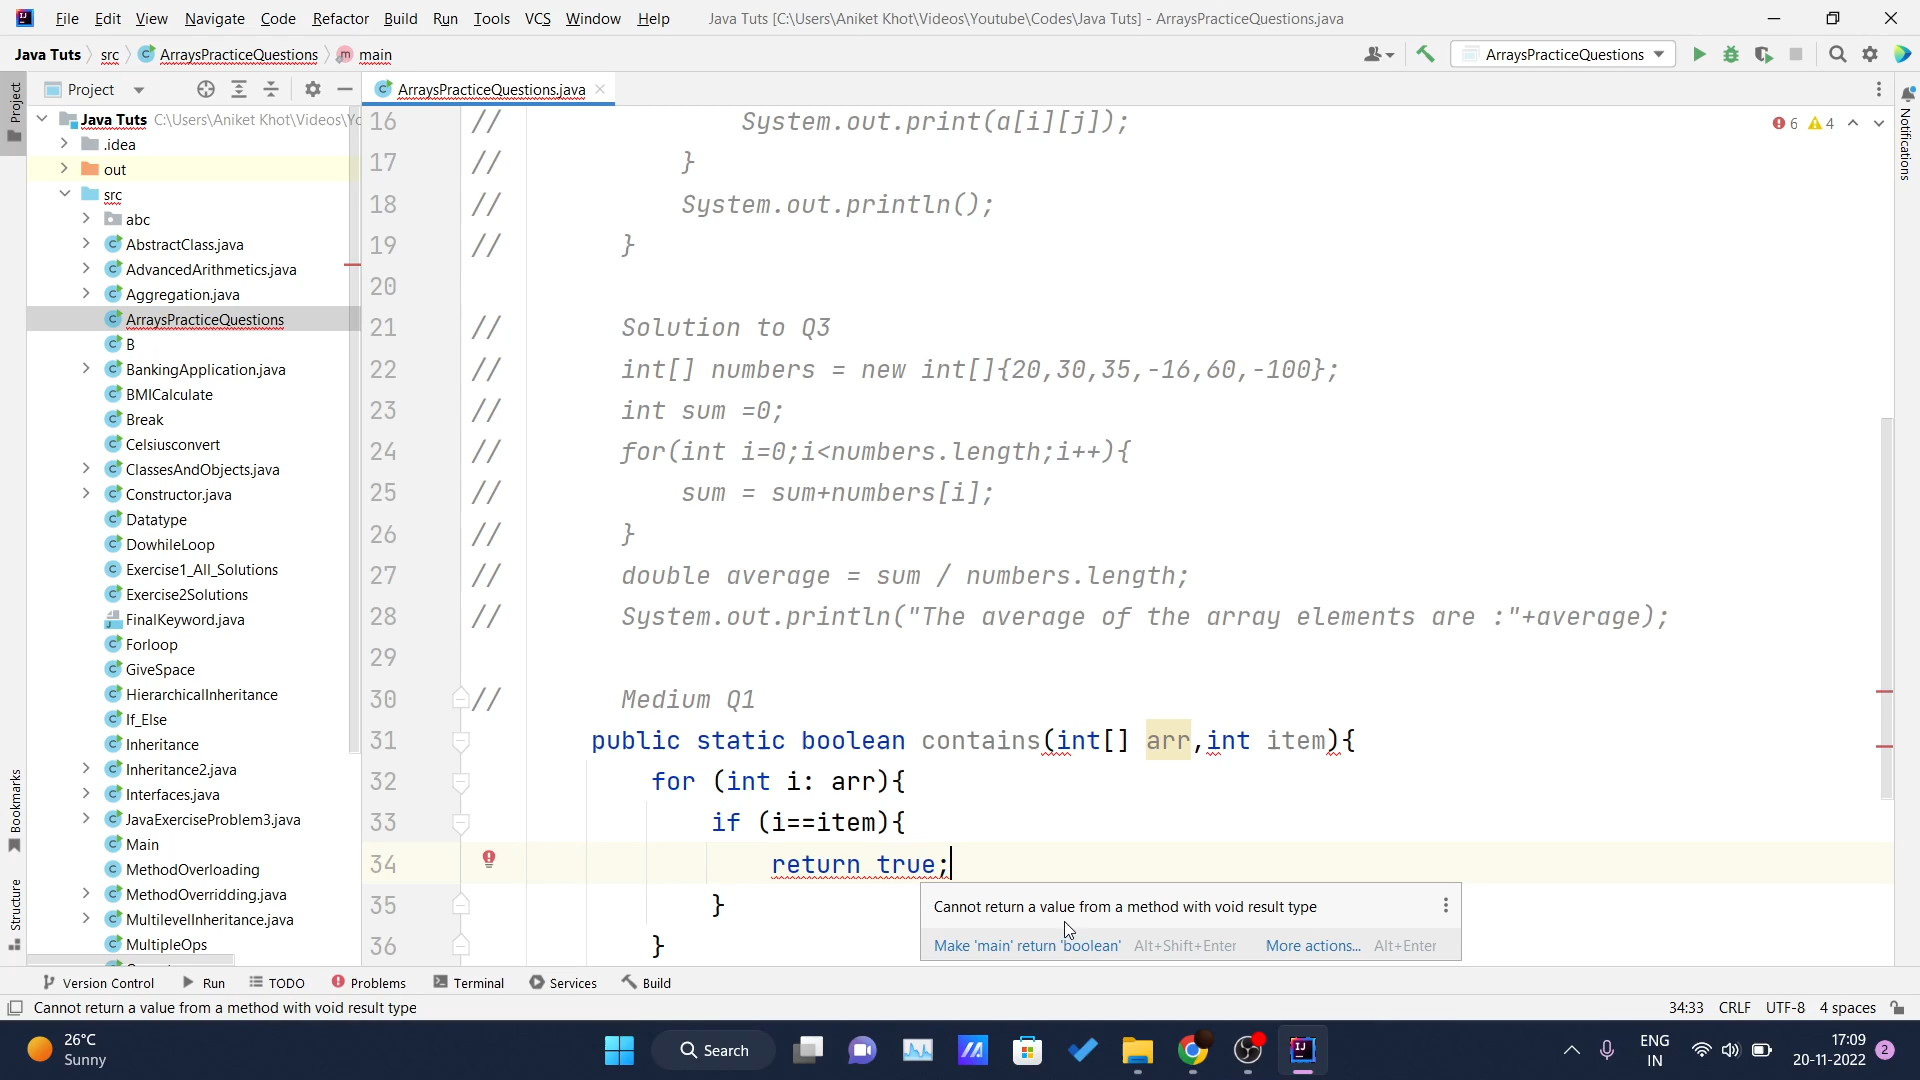 File Edit View Navigate Code Refactor Build Run Tools VCS Window Help Java Tuts [C:\Users\Aniket Khot\Videos\Youtube\Codes\Java Tuts] - ArraysPracticeQuestions.java
Java Tuts src ArraysPracticeQuestions main ArraysPracticeQuestions
Project ArraysPracticeQuestions.java
Java Tuts C:\Users\Aniket Khot\Videos\Yo
.idea
out
src
abc
AbstractClass.java
AdvancedArithmetics.java
Aggregation.java
ArraysPracticeQuestions
B
BankingApplication.java
BMICalculate
Break
Celsiusconvert
ClassesAndObjects.java
Constructor.java
Datatype
DowhileLoop
Exercise1_All_Solutions
Exercise2Solutions
FinalKeyword.java
Forloop
GiveSpace
HierarchicalInheritance
If_Else
Inheritance
Inheritance2.java
Interfaces.java
JavaExerciseProblem3.java
Main
MethodOverloading
MethodOverridding.java
MultilevelInheritance.java
MultipleOps
Project
Bookmarks
Structure
Notifications
6 4
16 // System.out.print(a[i][j]);
17 // }
18 // System.out.println();
19 // }
20
21 // Solution to Q3
22 // int[] numbers = new int[]{20,30,35,-16,60,-100};
23 // int sum =0;
24 // for(int i=0;i<numbers.length;i++){
25 // sum = sum+numbers[i];
26 // }
27 // double average = sum / numbers.length;
28 // System.out.println("The average of the array elements are :"+average);
29
30 // Medium Q1
31 public static boolean contains(int[] arr,int item){
32 for (int i: arr){
33 if (i==item){
34 return true;
35 }
36 }
Cannot return a value from a method with void result type
Make 'main' return 'boolean' Alt+Shift+Enter More actions... Alt+Enter
Version Control Run TODO Problems Terminal Services Build
Cannot return a value from a method with void result type 34:33 CRLF UTF-8 4 spaces
26°C
Sunny
Search
ENG
IN
17:09
20-11-2022
2